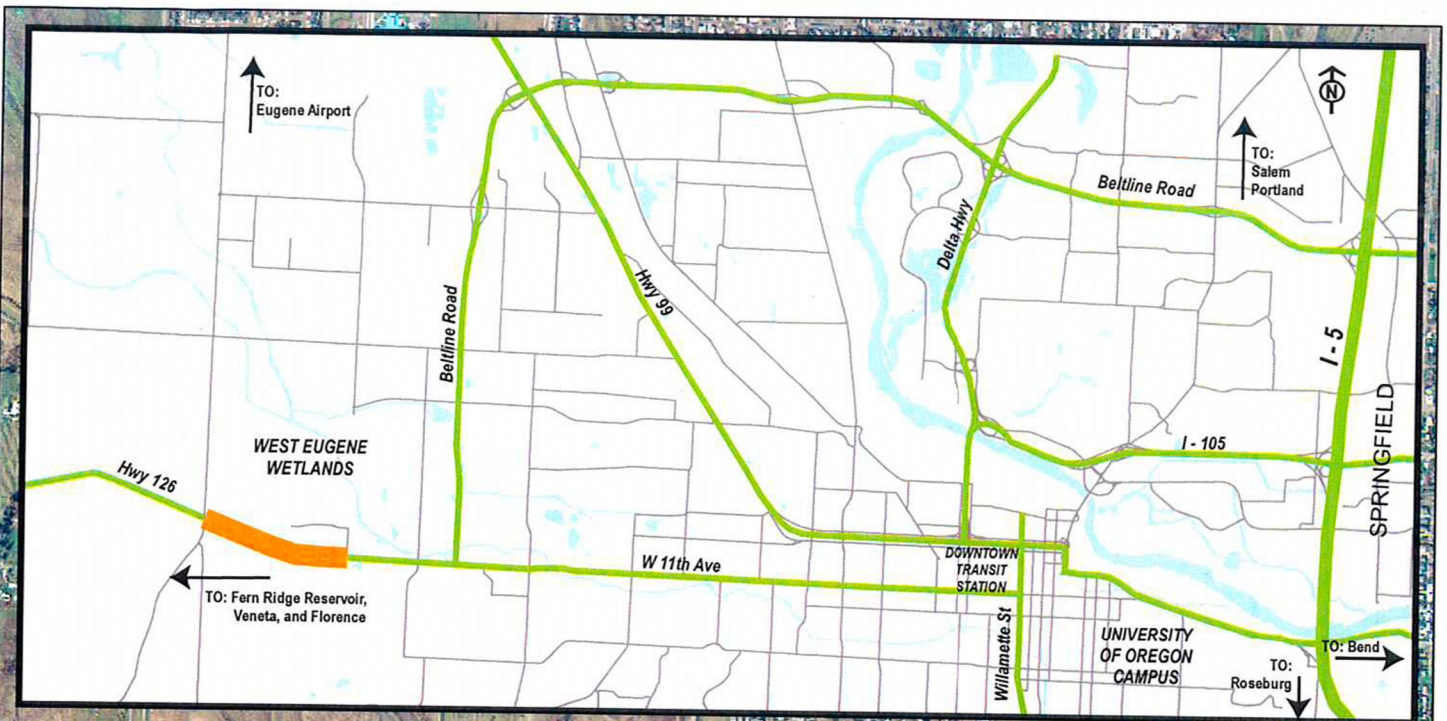 TO:
Eugene Airport
N
TO:
Salem
Portland
Beltline Road
Delta Hwy
Hwy 99
Beltline Road
I - 5
SPRINGFIELD
I - 105
WEST EUGENE
WETLANDS
Hwy 126
W 11th Ave
DOWNTOWN
TRANSIT
STATION
TO: Fern Ridge Reservoir,
Veneta, and Florence
Willamette St
UNIVERSITY
OF OREGON
CAMPUS
TO: Bend
TO:
Roseburg